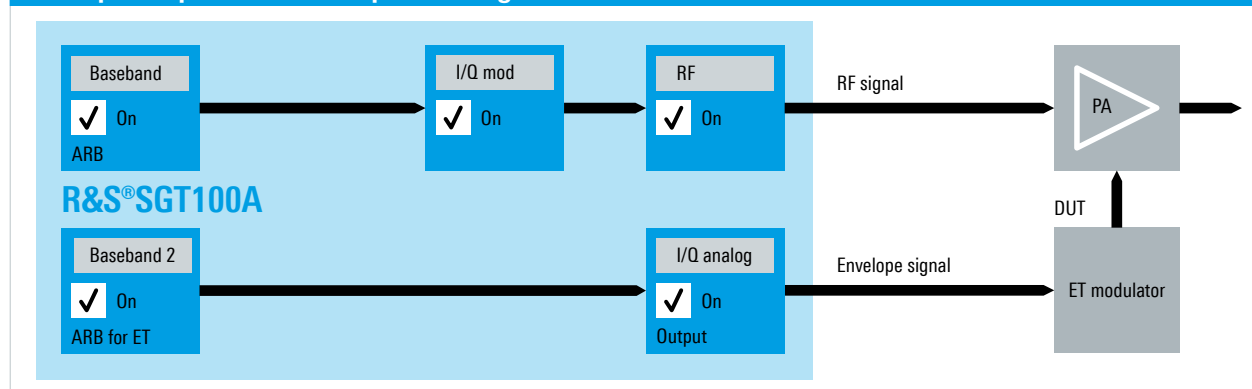 Baseband
On
ARB
I/Q mod
On
RF
On
RF signal
PA
R&S®SGT100A
DUT
Baseband 2
On
ARB for ET
I/Q analog
On
Output
Envelope signal
ET modulator